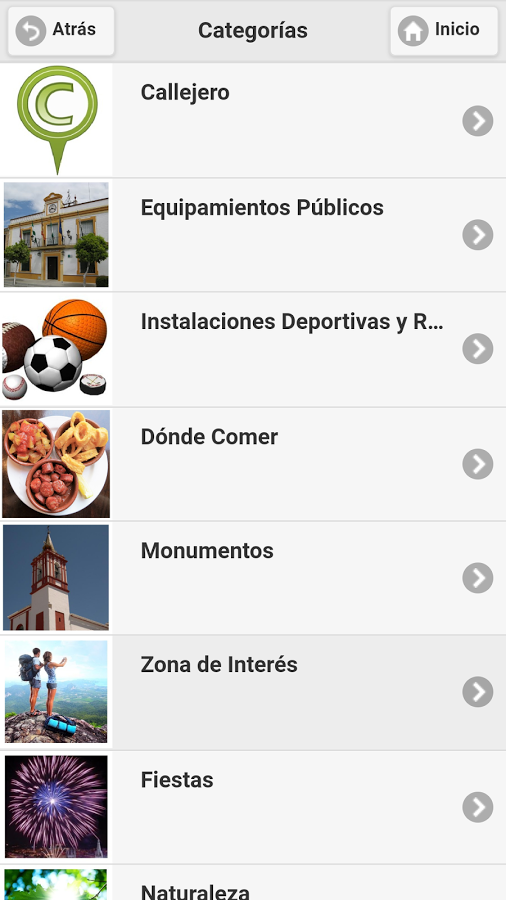 Atrás
Categorías
Inicio
C
Callejero
Equipamientos Públicos
Instalaciones Deportivas y R...
Dónde Comer
Monumentos
Zona de Interés
Fiestas
Naturaleza